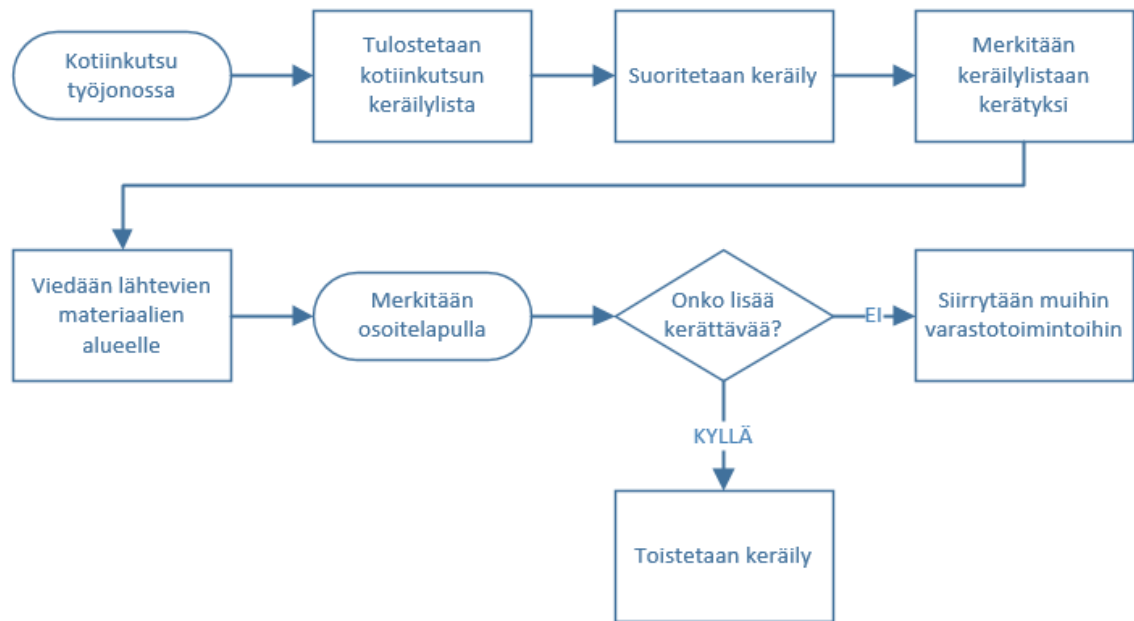 Kotiinkutsu
työjonossa
Tulostetaan
kotiinkutsun
keräilylista
Suoritetaan keräily
Merkitään
keräilylistaan
kerätyksi
Viedään lähtevien
materiaalien
alueelle
Merkitään
osoitelapulla
Onko lisää
kerättävää?
EI
Siirrytään muihin
varastotoimintoihin
KYLLÄ
Toistetaan keräily